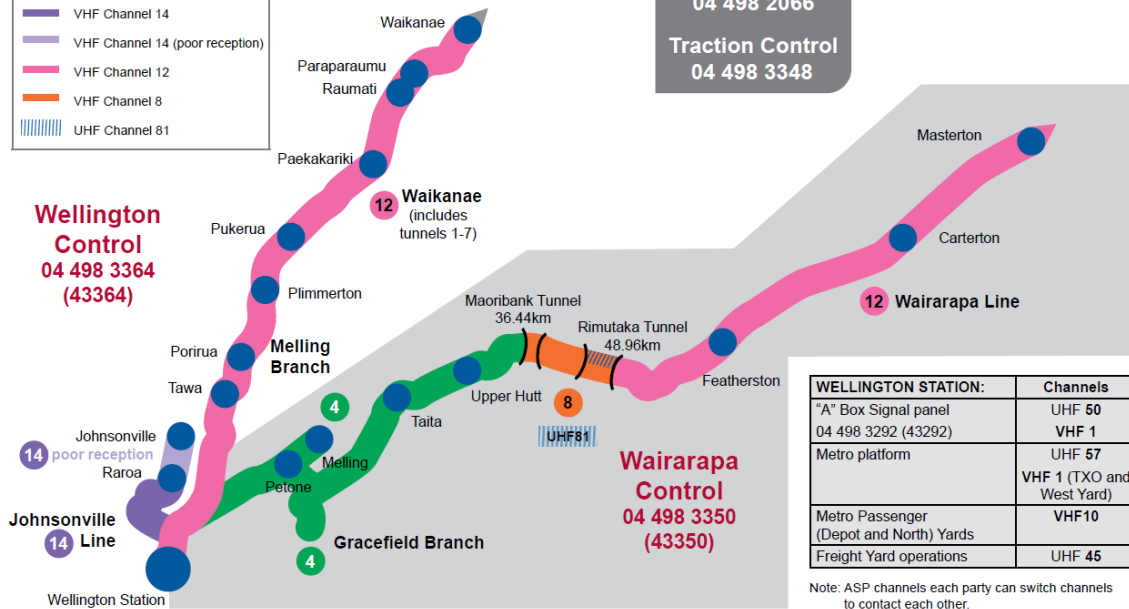 VHF Channel 14
VHF Channel 14 (poor reception)
VHF Channel 12
VHF Channel 8
UHF Channel 81
04 498 2066
Traction Control
04 498 3348
Waikanae
Paraparaumu
Raumati
Paekakariki
12 Waikanae
(includes
tunnels 1-7)
Wellington
Control
04 498 3364
(43364)
Pukerua
Plimmerton
Porirua
Tawa
Melling
Branch
4
Johnsonville
14 poor reception
Raroa
Johnsonville
Line
14
Wellington Station
Petone
Melling
Gracefield Branch
4
Taita
Upper Hutt
Maoribank Tunnel
36.44km
Rimutaka Tunnel
48.96km
8
UHF81
Featherston
Carterton
Masterton
12 Wairarapa Line
Wairarapa
Control
04 498 3350
(43350)
WELLINGTON STATION: Channels
"A" Box Signal panel UHF 50
04 498 3292 (43292) VHF 1
Metro platform UHF 57
VHF 1 (TXO and
West Yard)
Metro Passenger VHF10
(Depot and North) Yards
Freight Yard operations UHF 45
Note: ASP channels each party can switch channels
to contact each other.